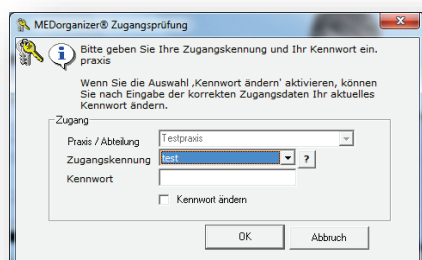 MEDorganizer® Zugangsprüfung
Bitte geben Sie Ihre Zugangskennung und Ihr Kennwort ein.
praxis
Wenn Sie die Auswahl ,Kennwort ändern' aktivieren, können
Sie nach Eingabe der korrekten Zugangsdaten Ihr aktuelles
Kennwort ändern.
Zugang
Praxis / Abteilung Testpraxis
Zugangskennung test ?
Kennwort
Kennwort ändern
OK Abbruch